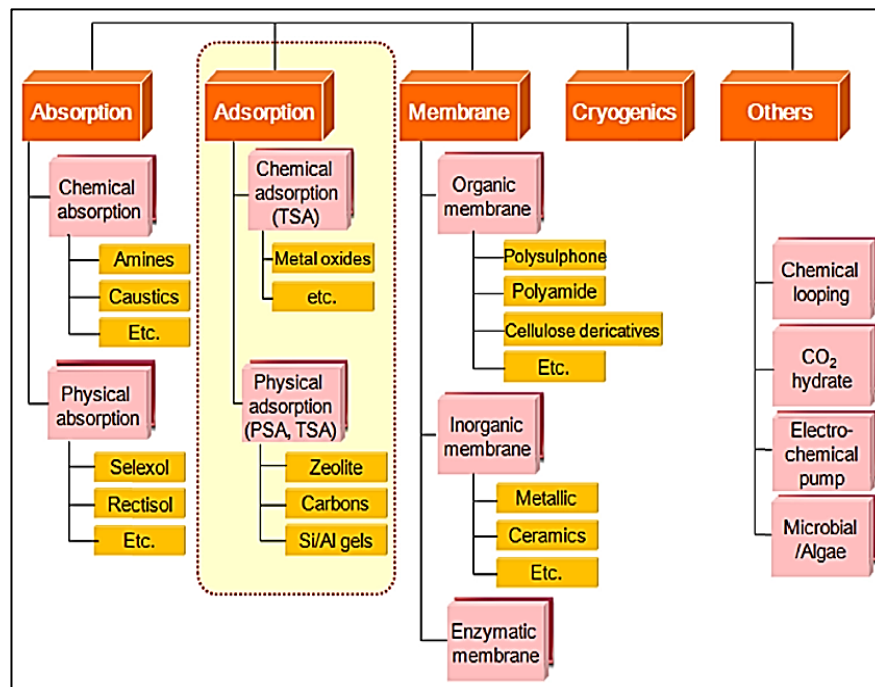 Absorption
Adsorption
Membrane
Cryogenics
Others
Chemical
absorption
Amines
Caustics
Etc.
Physical
absorption
Selexol
Rectisol
Etc.
Chemical
adsorption
(TSA)
Metal oxides
etc.
Physical
adsorption
(PSA, TSA)
Zeolite
Carbons
Si/Al gels
Organic
membrane
Polysulphone
Polyamide
Cellulose dericatives
Etc.
Inorganic
membrane
Metallic
Ceramics
Etc.
Enzymatic
membrane
Chemical
looping
CO₂
hydrate
Electro-
chemical
pump
Microbial
/Algae